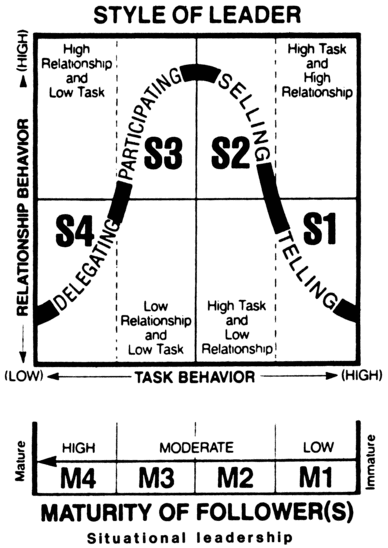 STYLE OF LEADER
(HIGH)
RELATIONSHIP BEHAVIOR
High
Relationship
and
Low Task
High Task
and
High
Relationship
PARTICIPATING
SELLING
S3
S2
S4
S1
DELEGATING
TELLING
Low
Relationship
and
Low Task
High Task
and
Low
Relationship
(LOW)
TASK BEHAVIOR
(HIGH)
Mature
HIGH
MODERATE
LOW
Immature
M4
M3
M2
M1
MATURITY OF FOLLOWER(S)
Situational leadership